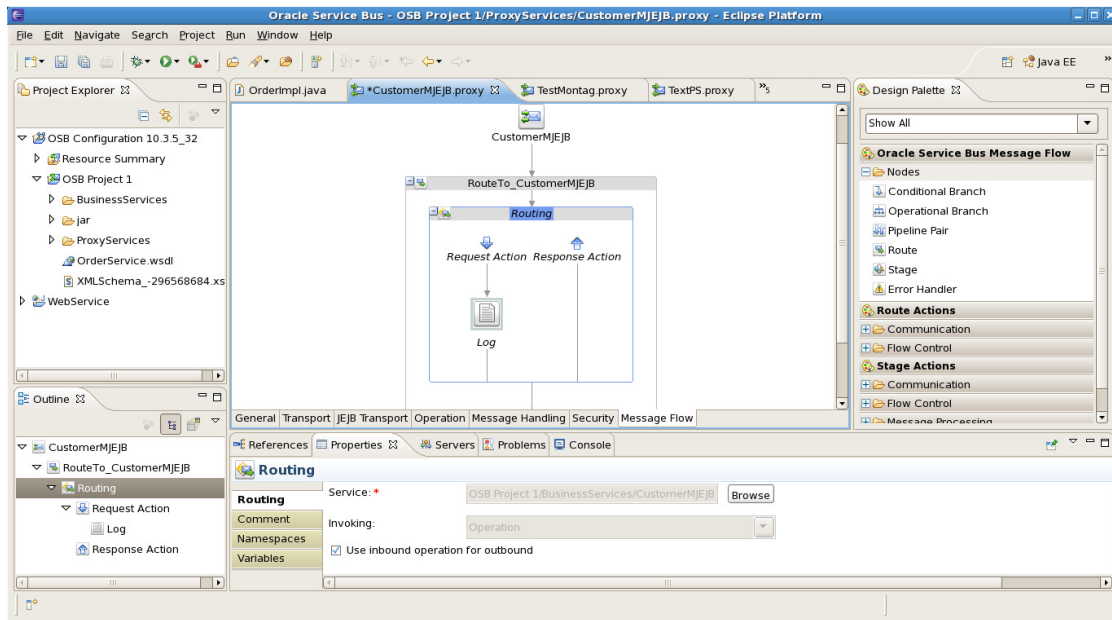 Oracle Service Bus - OSB Project 1/ProxyServices/CustomerMJEJB.proxy - Eclipse Platform
File Edit Navigate Search Project Run Window Help
Java EE
»
Project Explorer
OSB Configuration 10.3.5_32
Resource Summary
OSB Project 1
BusinessServices
jar
ProxyServices
OrderService.wsdl
XMLSchema_-296568684.xs
WebService
Outline
CustomerMJEJB
RouteTo_CustomerMJEJB
Routing
Request Action
Log
Response Action
OrderImpl.java *CustomerMJEJB.proxy TestMontag.proxy TextPS.proxy »5
CustomerMJEJB
RouteTo_CustomerMJEJB
Routing
Request Action Response Action
Log
General Transport JEJB Transport Operation Message Handling Security Message Flow
Design Palette
Show All
Oracle Service Bus Message Flow
Nodes
Conditional Branch
Operational Branch
Pipeline Pair
Route
Stage
Error Handler
Route Actions
Communication
Flow Control
Stage Actions
Communication
Flow Control
Message Processing
References Properties Servers Problems Console
Routing
Routing
Comment
Namespaces
Variables
Service: * OSB Project 1/BusinessServices/CustomerMJEJB Browse
Invoking: Operation
Use inbound operation for outbound